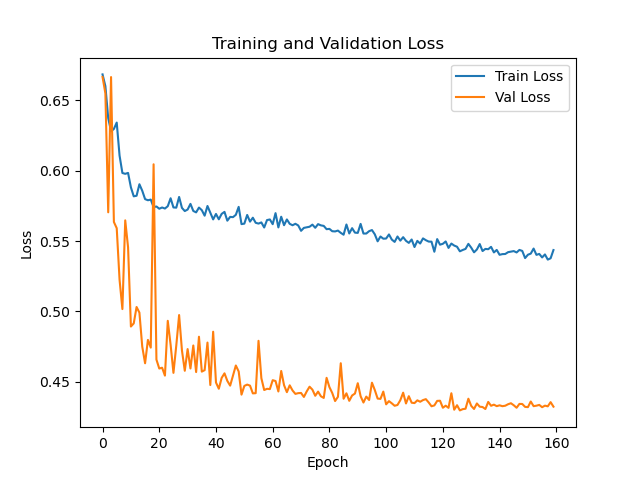 Training and Validation Loss
Train Loss
Val Loss
0.65
0.60
0.55
0.50
0.45
Loss
0 20 40 60 80 100 120 140 160
Epoch